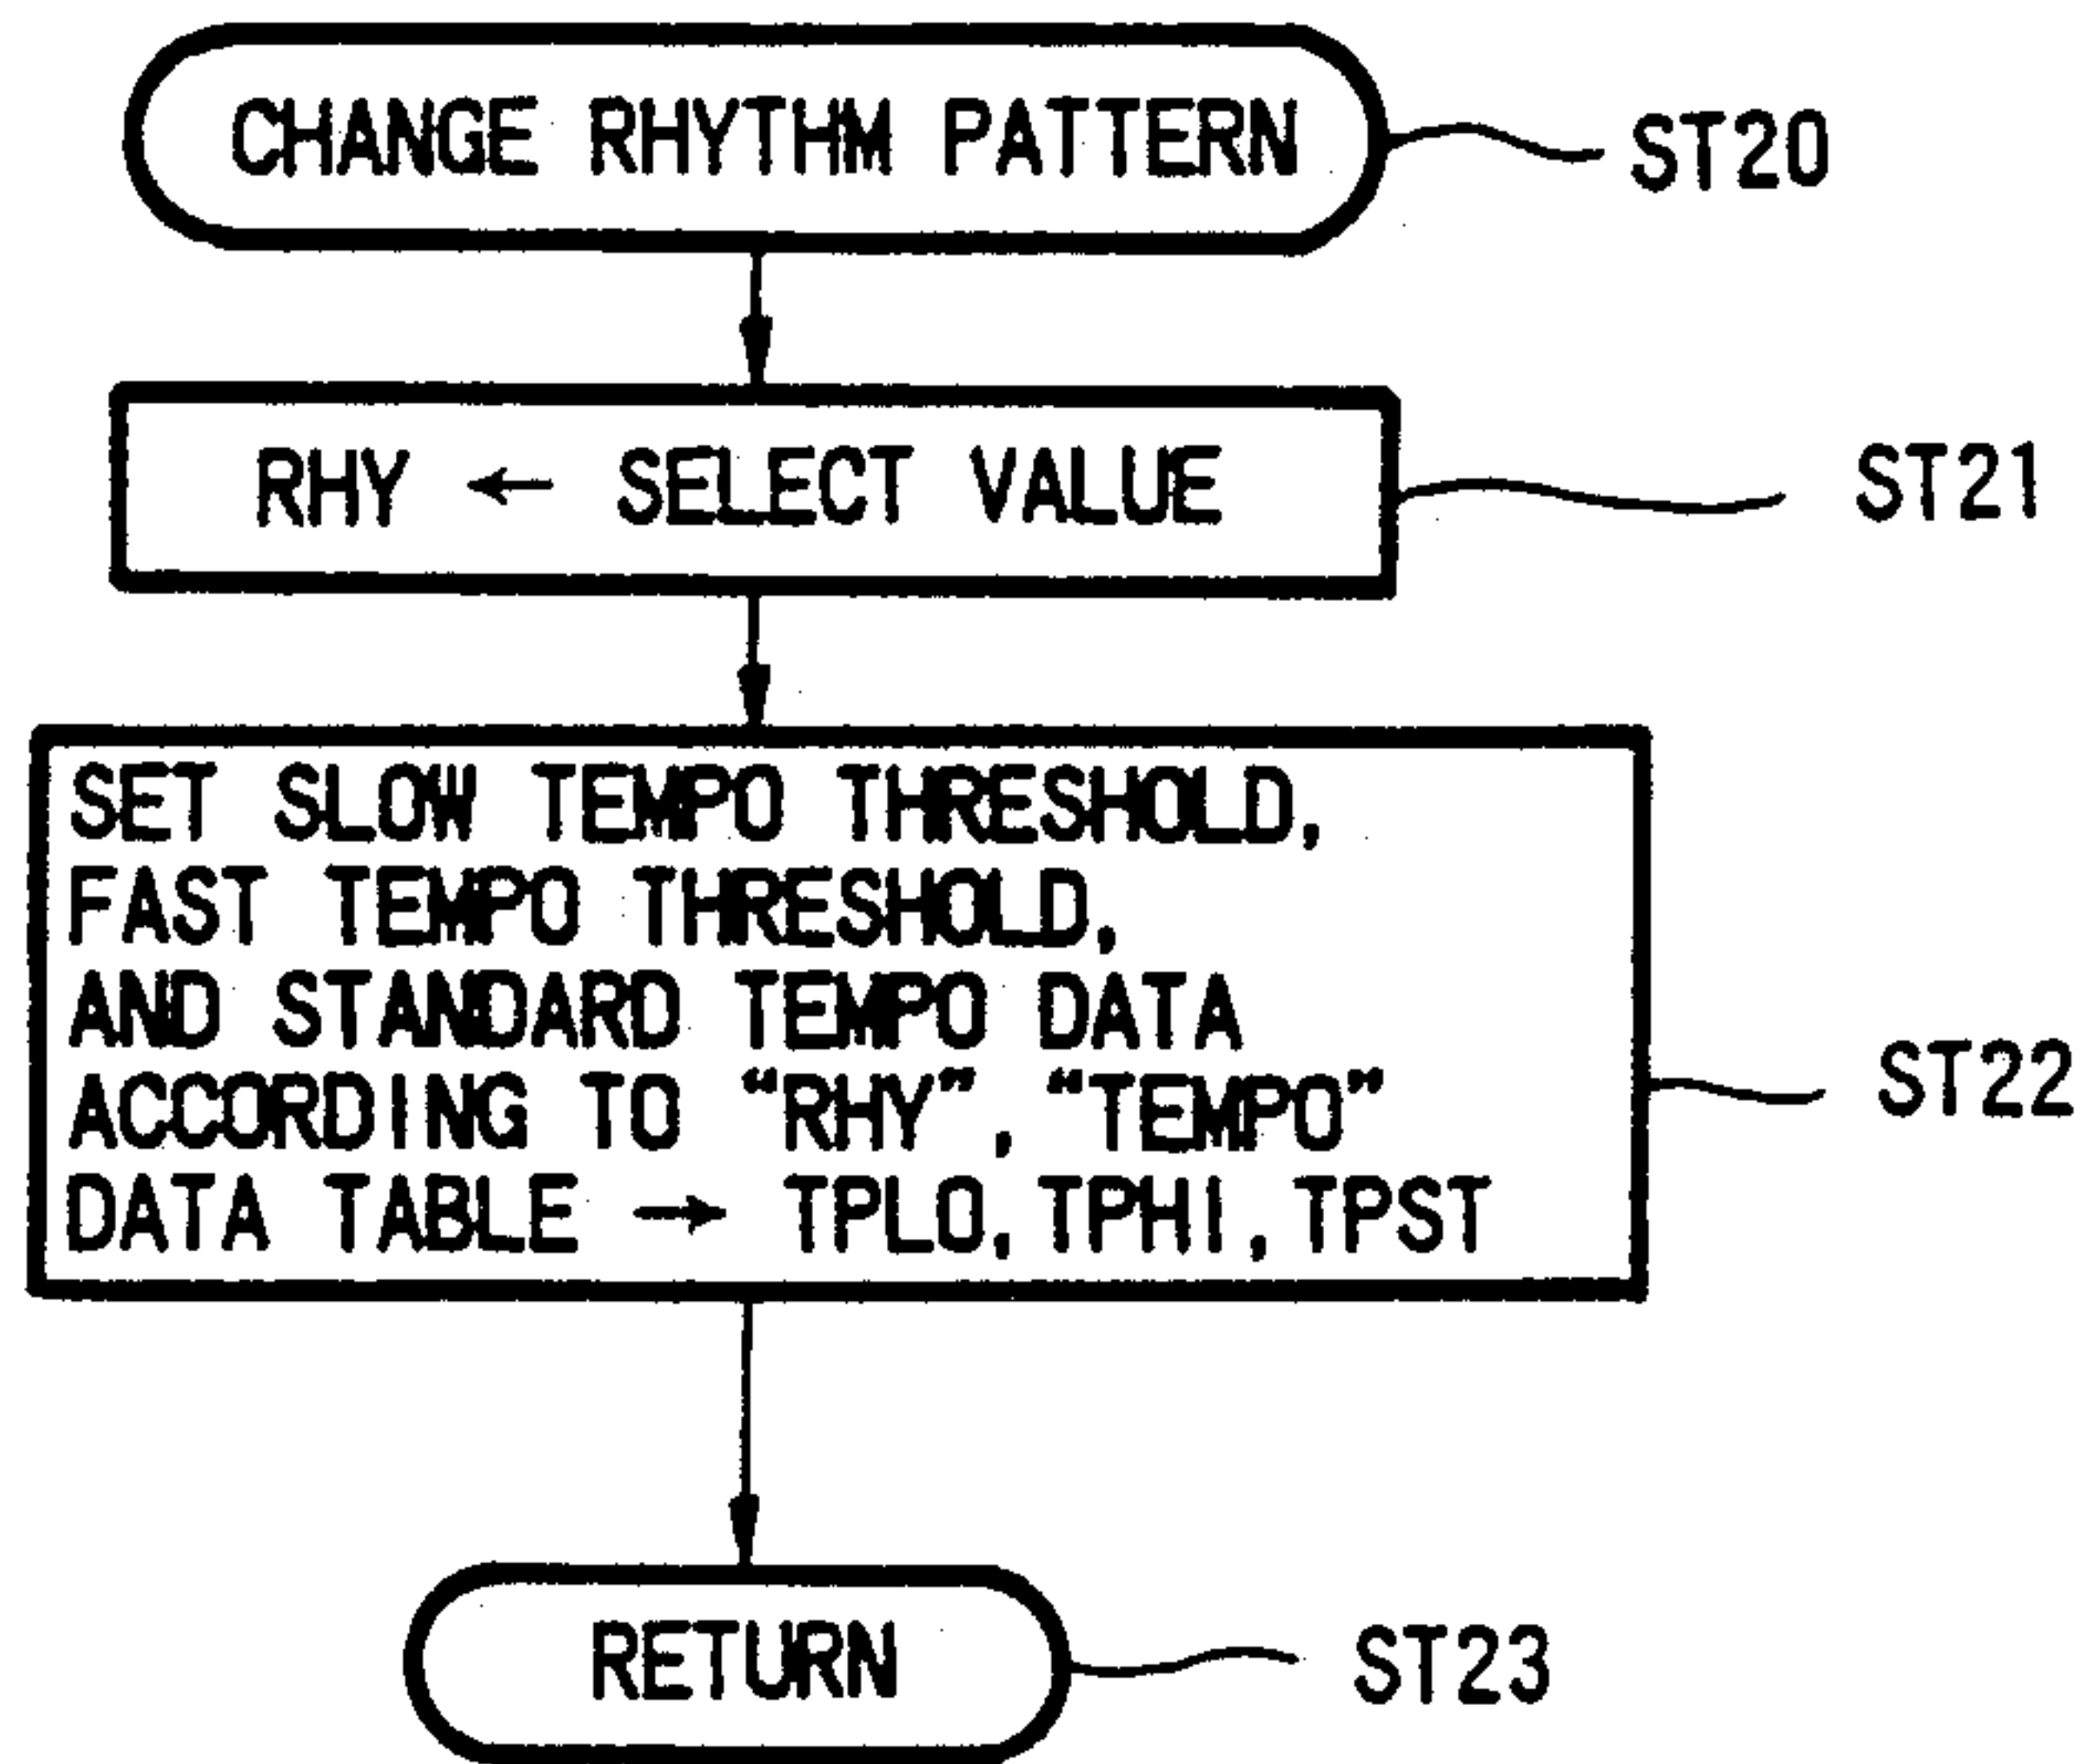 CHANGE RHYTHM PATTERN
ST20
RHY ← SELECT VALUE
ST21
SET SLOW TEMPO THRESHOLD,
FAST TEMPO THRESHOLD,
AND STANDARD TEMPO DATA
ACCORDING TO “RHY”, “TEMPO”
DATA TABLE → TPLO, TPHI, TPST
ST22
RETURN
ST23